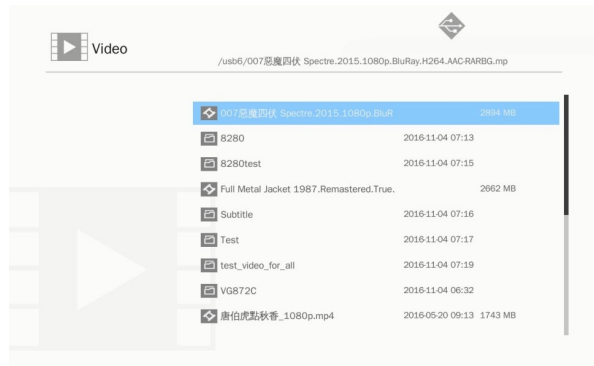 Video
/usb6/007惡魔四伏 Spectre.2015.1080p.BluRay.H264.AAC-RARBG.mp
007惡魔四伏 Spectre.2015.1080p.BluR 2894 MB
8280 2016-11-04 07:13
8280test 2016-11-04 07:15
Full Metal Jacket 1987.Remastered.True. 2662 MB
Subtitle 2016-11-04 07:16
Test 2016-11-04 07:17
test_video_for_all 2016-11-04 07:19
VG872C 2016-11-04 06:32
唐伯虎點秋香_1080p.mp4 2016-05-20 09:13 1743 MB